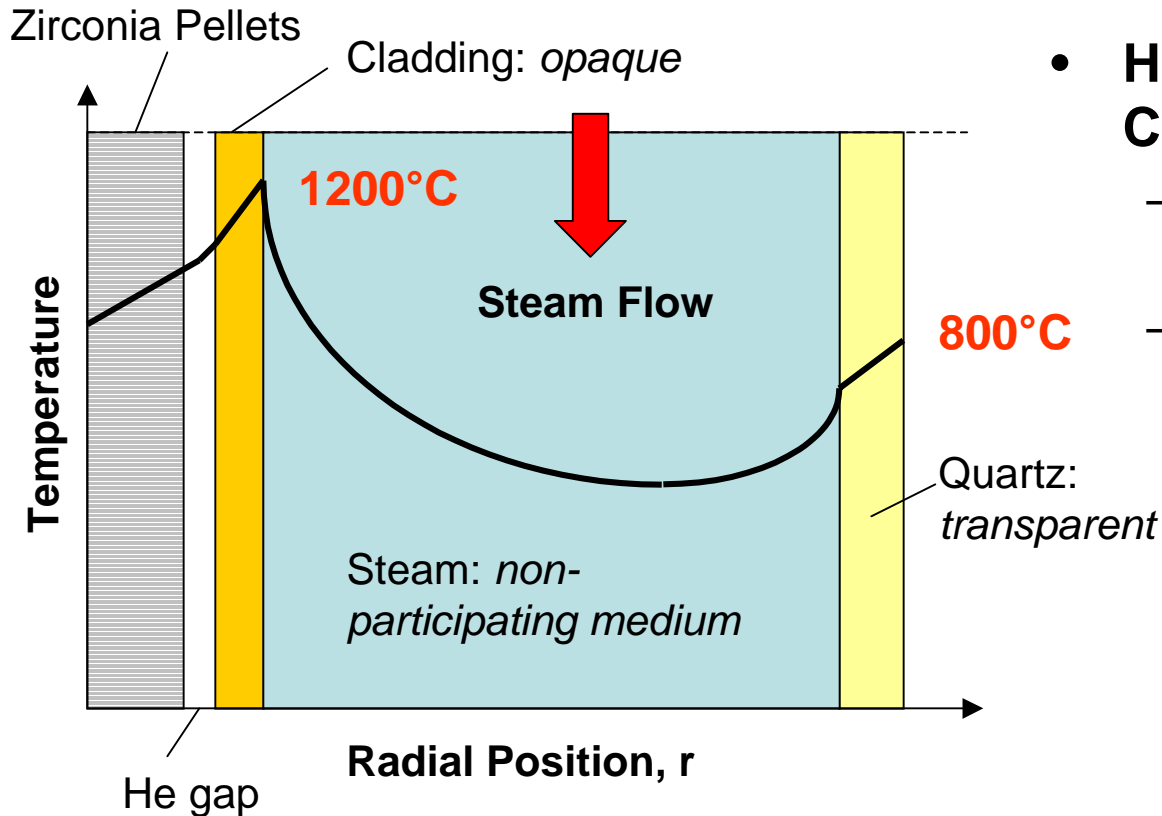 Zirconia Pellets
Cladding: opaque
• H
C
–
–
1200°C
Steam Flow
800°C
Temperature
Quartz:
transparent
Steam: non-
participating medium
Radial Position, r
He gap